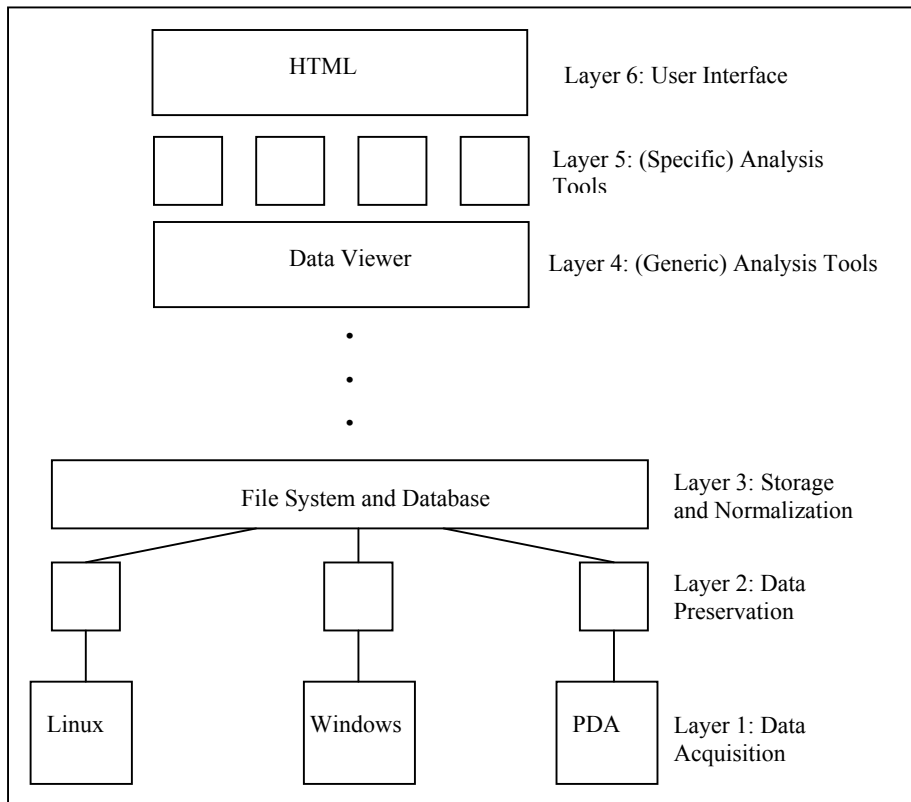 HTML
Layer 6: User Interface
Layer 5: (Specific) Analysis
Tools
Data Viewer
Layer 4: (Generic) Analysis Tools
File System and Database
Layer 3: Storage
and Normalization
Layer 2: Data
Preservation
Linux
Windows
PDA
Layer 1: Data
Acquisition